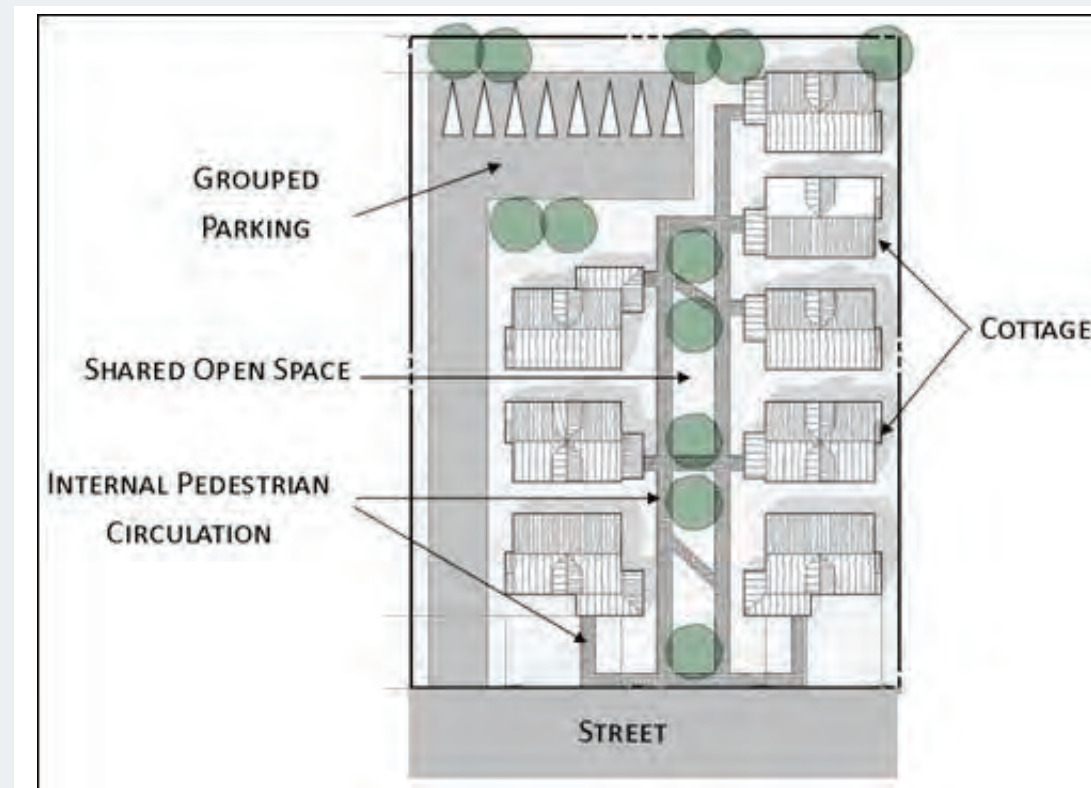 GROUPED
PARKING
COTTAGE
SHARED OPEN SPACE
INTERNAL PEDESTRIAN
CIRCULATION
STREET